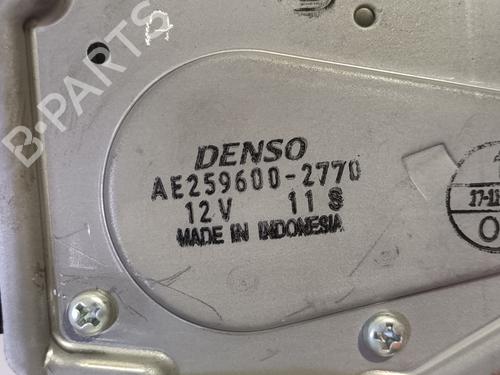 B-PARTS
DENSO
AE259600-2770
12V 11S
MADE IN INDONESIA